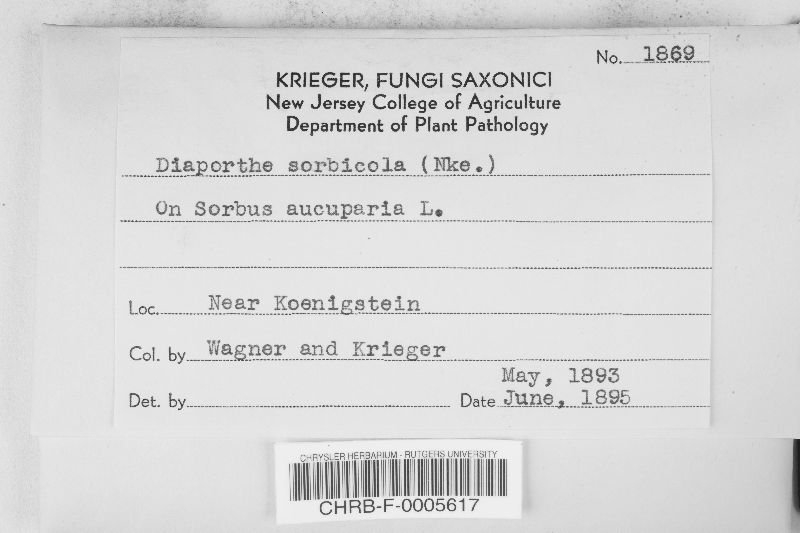 No. 1869
KRIEGER, FUNGI SAXONICI
New Jersey College of Agriculture
Department of Plant Pathology
Diaporthe sorbicola (Nke.)
On Sorbus aucuparia L.
Loc. Near Koenigstein
Col. by Wagner and Krieger
May, 1893
Det. by Date June, 1895
CHRYSLER HERBARIUM - RUTGERS UNIVERSITY
CHRB-F-0005617